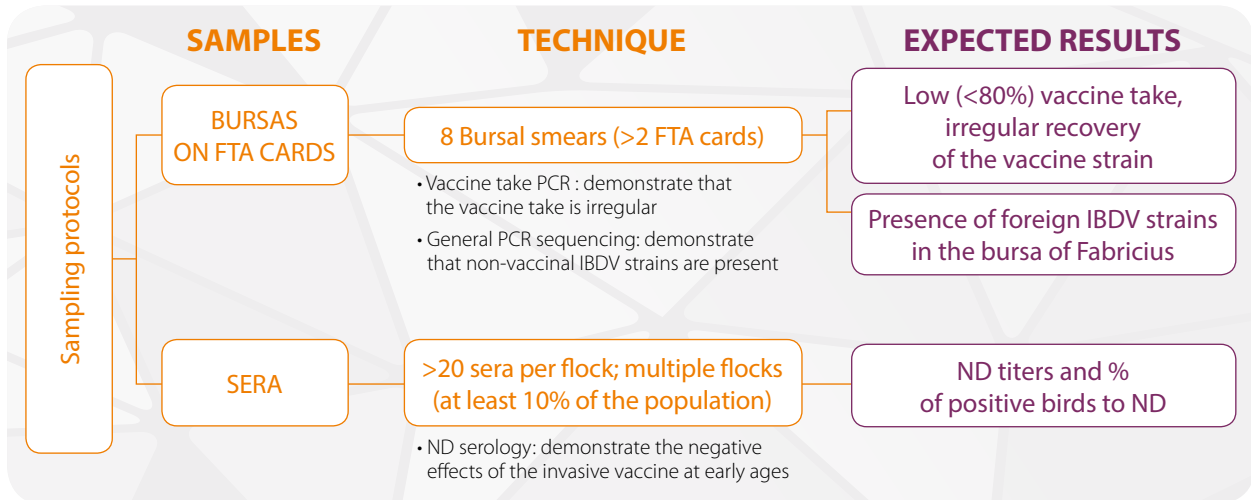 SAMPLES
TECHNIQUE
EXPECTED RESULTS
Sampling protocols
BURSAS
ON FTA CARDS
8 Bursal smears (>2 FTA cards)
• Vaccine take PCR : demonstrate that
the vaccine take is irregular
• General PCR sequencing: demonstrate
that non-vaccinal IBDV strains are present
Low (<80%) vaccine take,
irregular recovery
of the vaccine strain
Presence of foreign IBDV strains
in the bursa of Fabricius
SERA
>20 sera per flock; multiple flocks
(at least 10% of the population)
• ND serology: demonstrate the negative
effects of the invasive vaccine at early ages
ND titers and %
of positive birds to ND